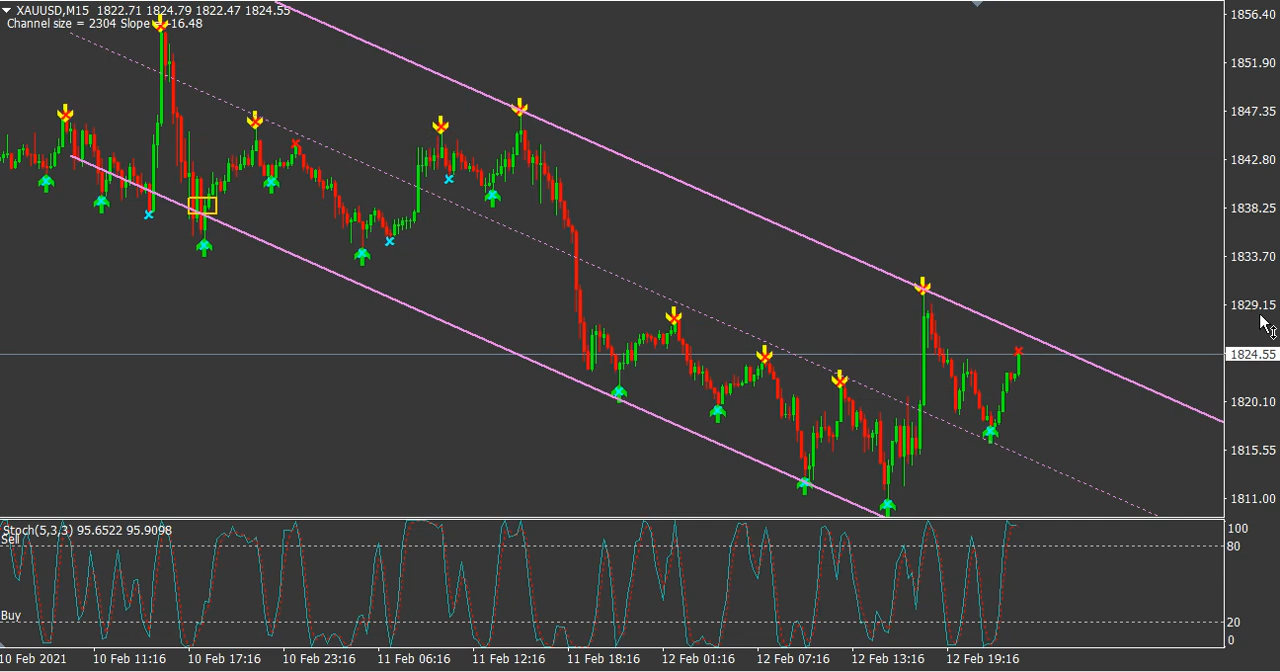 XAUUSD,M15 1822.71 1824.79 1822.47 1824.55
Channel size = 2304 Slope = -16.48
1856.40
1851.90
1847.35
1842.80
1838.25
1833.70
1829.15
1824.55
1820.10
1815.55
1811.00
Stoch(5,3,3) 95.6522 95.9098
Sell
100
80
Buy
20
0
10 Feb 2021 10 Feb 11:16 10 Feb 17:16 10 Feb 23:16 11 Feb 06:16 11 Feb 12:16 11 Feb 18:16 12 Feb 01:16 12 Feb 07:16 12 Feb 13:16 12 Feb 19:16